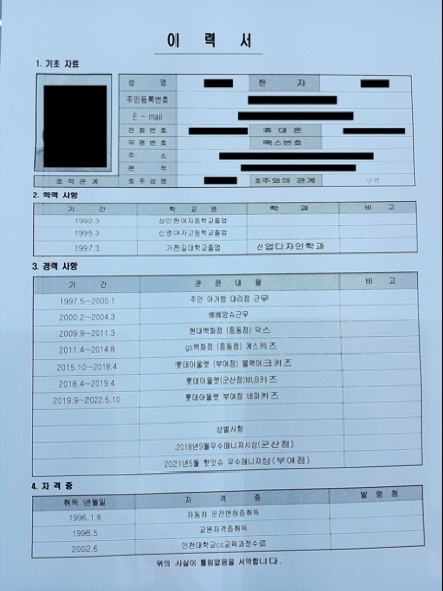 이 력 서
1. 기초 자료
성 명 한 자
주민등록번호
E - mail
전화번호 휴대폰
우편번호 팩스번호
주 소
본 적
호적관계 호주성명 호주와의 관계
2. 학력 사항
기 간 학 교 명 학 과 비 고
1992.3 상인천여자중학교졸업
1995.3 신명여자고등학교졸업
1997.3 가천길대학교졸업 산업디자인학과
3. 경력 사항
기 간 관 련 내 용 비 고
1997.5~2000.1 주안 아가방 대리점 근무
2000.2~2004.3 베베앙슈근무
2009.9~2011.3 현대백화점 (중동점) 닥스
2011.4~2014.8 gs백화점 (중동점) 게스키즈
2015.10~2018.4 롯데아울렛 (부여점) 블랙야크키즈
2018.4~2019.4 롯데아울렛(군산점)MLB키즈
2019.9~2022.5.10 롯데아울렛 부여점 네파키즈
상벌사항
2018년9월우수매니저시상(군산점)
2021년5월 핫잇슈 우수매니저상(부여점)
4. 자 격 증
취득 년월일 자 격 증 발 령 청
1996.1.8 자동차 운전면허증취득
1996.5 교원자격증취득
2002.6 인천대학교cs교육과정수료
위의 사실이 틀림없음을 서약합니다.